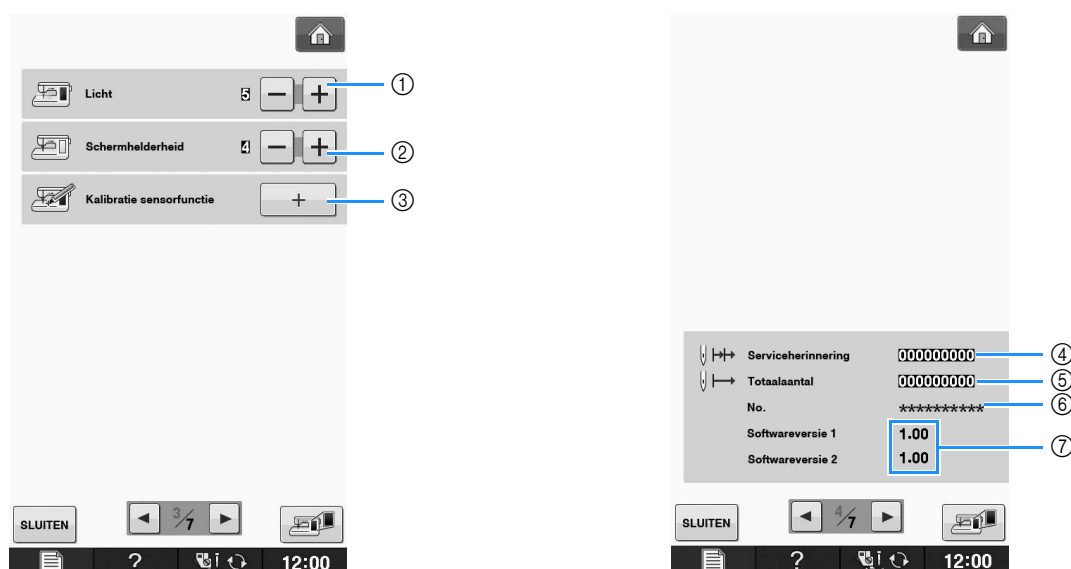 Licht 5 − + ①
Schermhelderheid 4 − + ②
Kalibratie sensorfunctie + ③
SLUITEN ◄ 3/7 ►
? 12:00
Serviceherinnering 000000000 ④
Totaalaantal 000000000 ⑤
No. ********** ⑥
Softwareversie 1 1.00
⑦
Softwareversie 2 1.00
SLUITEN ◄ 4/7 ►
? 12:00